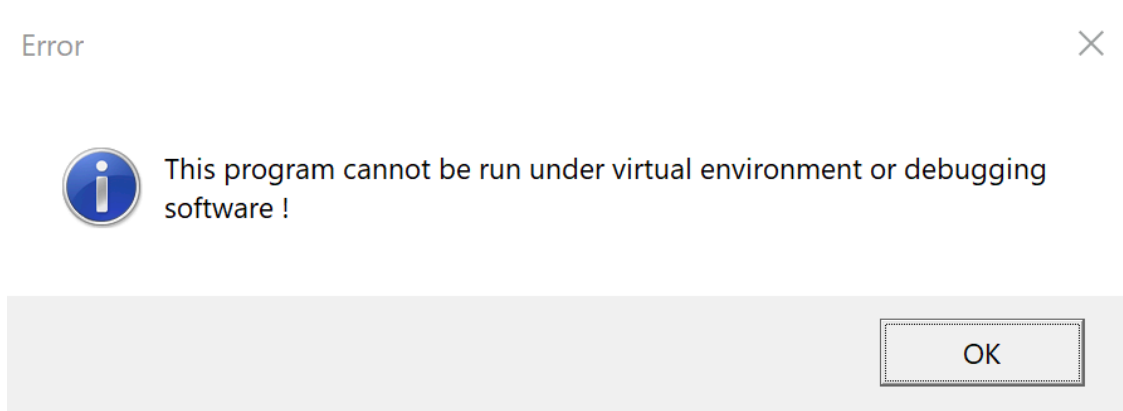 Error
This program cannot be run under virtual environment or debugging
software !
OK